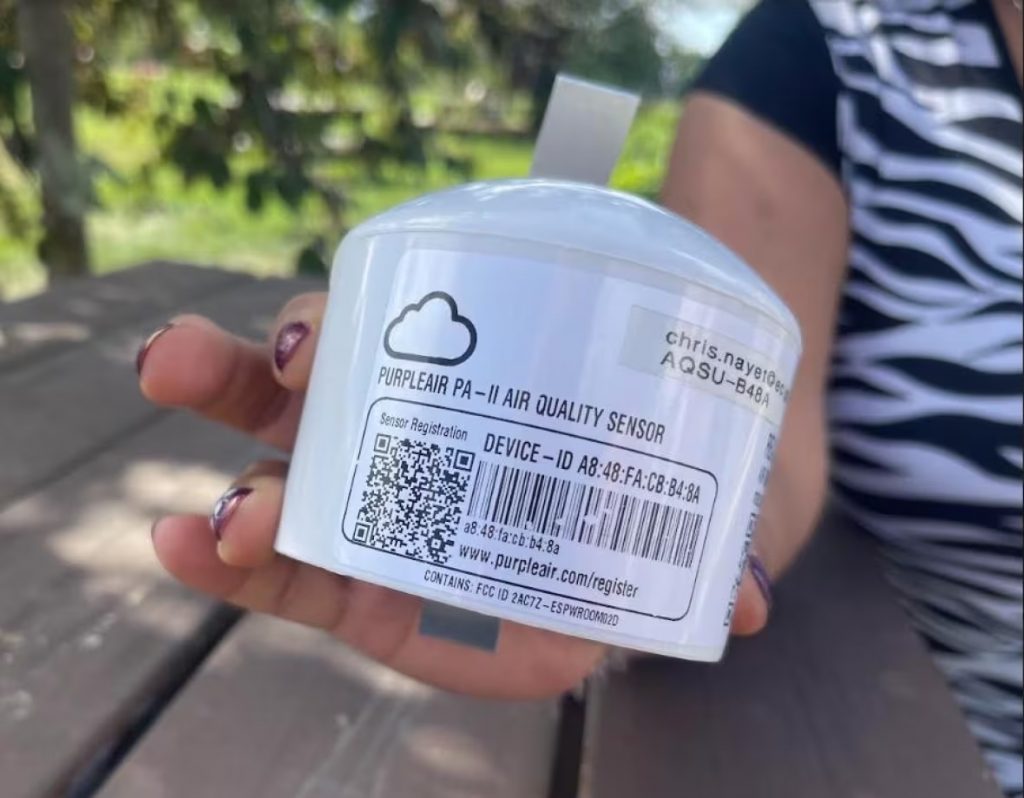 chris.nayet@ec
AQSU-B48A
PURPLEAIR PA-II AIR QUALITY SENSOR
Sensor Registration
DEVICE-ID A8:48:FA:CB:B4:8A
a8:48:fa:cb:b4:8a
www.purpleair.com/register
CONTAINS: FCC ID 2AC7Z-ESPWROOM02D